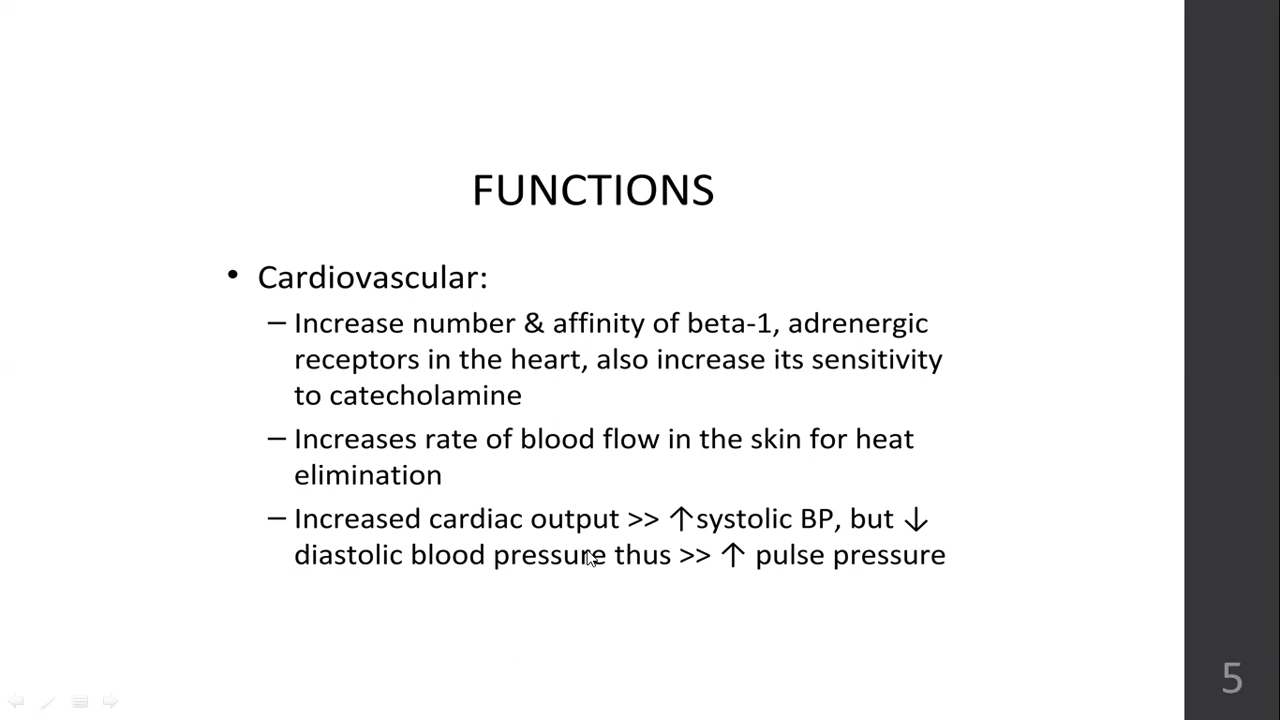 FUNCTIONS
• Cardiovascular:
– Increase number & affinity of beta-1, adrenergic
receptors in the heart, also increase its sensitivity
to catecholamine
– Increases rate of blood flow in the skin for heat
elimination
– Increased cardiac output >> ↑systolic BP, but ↓
diastolic blood pressure thus >> ↑ pulse pressure
5